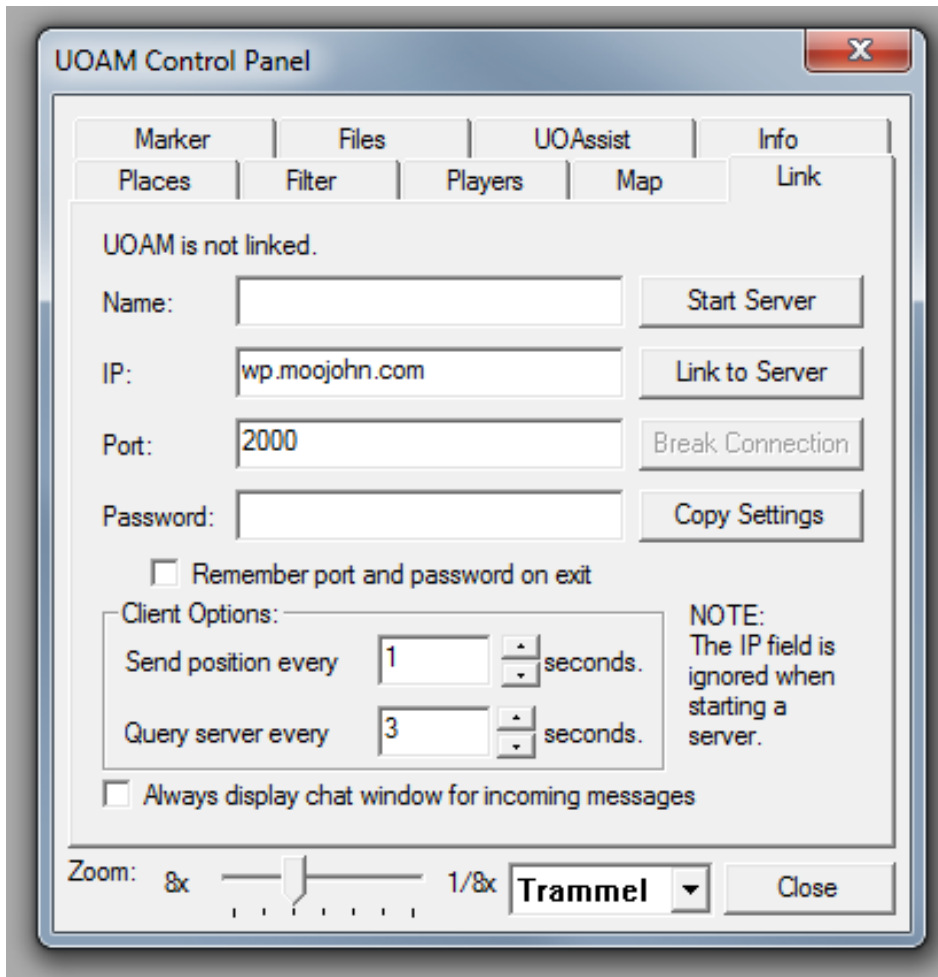 UOAM Control Panel
Marker Files UOAssist Info
Places Filter Players Map Link
UOAM is not linked.
Name: Start Server
IP: wp.moojohn.com Link to Server
Port: 2000 Break Connection
Password: Copy Settings
Remember port and password on exit
Client Options:
Send position every 1 seconds.
Query server every 3 seconds.
NOTE:
The IP field is
ignored when
starting a
server.
Always display chat window for incoming messages
Zoom: 8x 1/8x Trammel Close